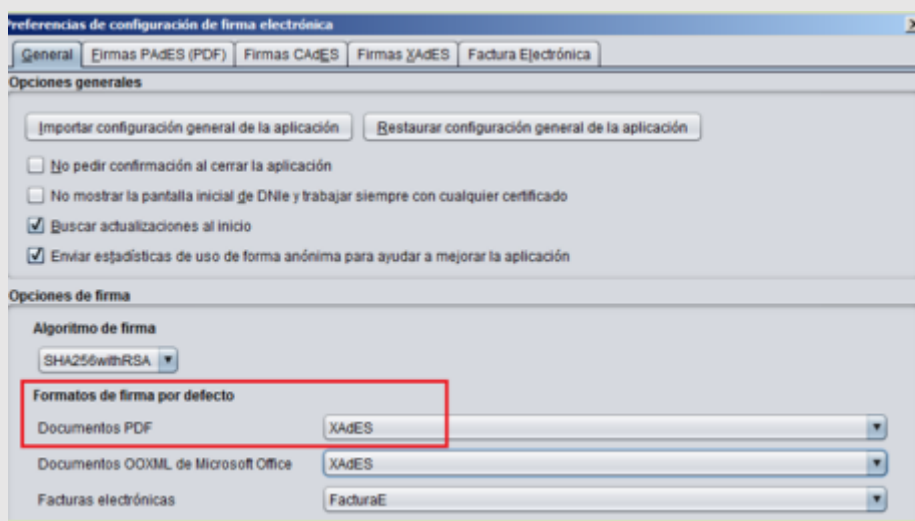 Preferencias de configuración de firma electrónica
General Firmas PAdES (PDF) Firmas CAdES Firmas XAdES Factura Electrónica
Opciones generales
Importar configuración general de la aplicación Restaurar configuración general de la aplicación
No pedir confirmación al cerrar la aplicación
No mostrar la pantalla inicial de DNIe y trabajar siempre con cualquier certificado
Buscar actualizaciones al inicio
Enviar estadísticas de uso de forma anónima para ayudar a mejorar la aplicación
Opciones de firma
Algoritmo de firma
SHA256withRSA
Formatos de firma por defecto
Documentos PDF XAdES
Documentos OOXML de Microsoft Office XAdES
Facturas electrónicas FacturaE